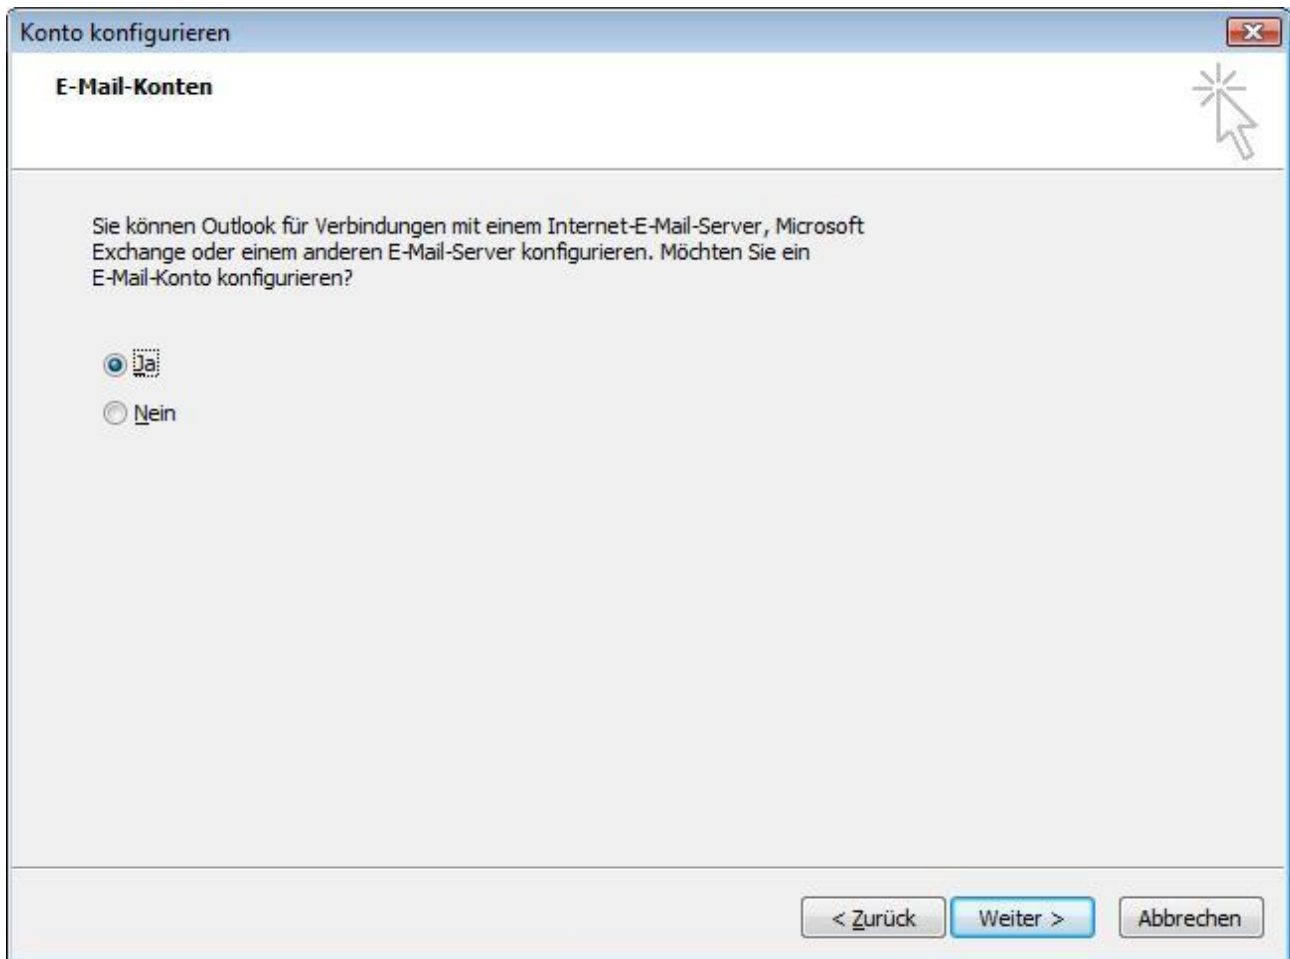 Konto konfigurieren
E-Mail-Konten
Sie können Outlook für Verbindungen mit einem Internet-E-Mail-Server, Microsoft
Exchange oder einem anderen E-Mail-Server konfigurieren. Möchten Sie ein
E-Mail-Konto konfigurieren?
Ja
Nein
< Zurück
Weiter >
Abbrechen